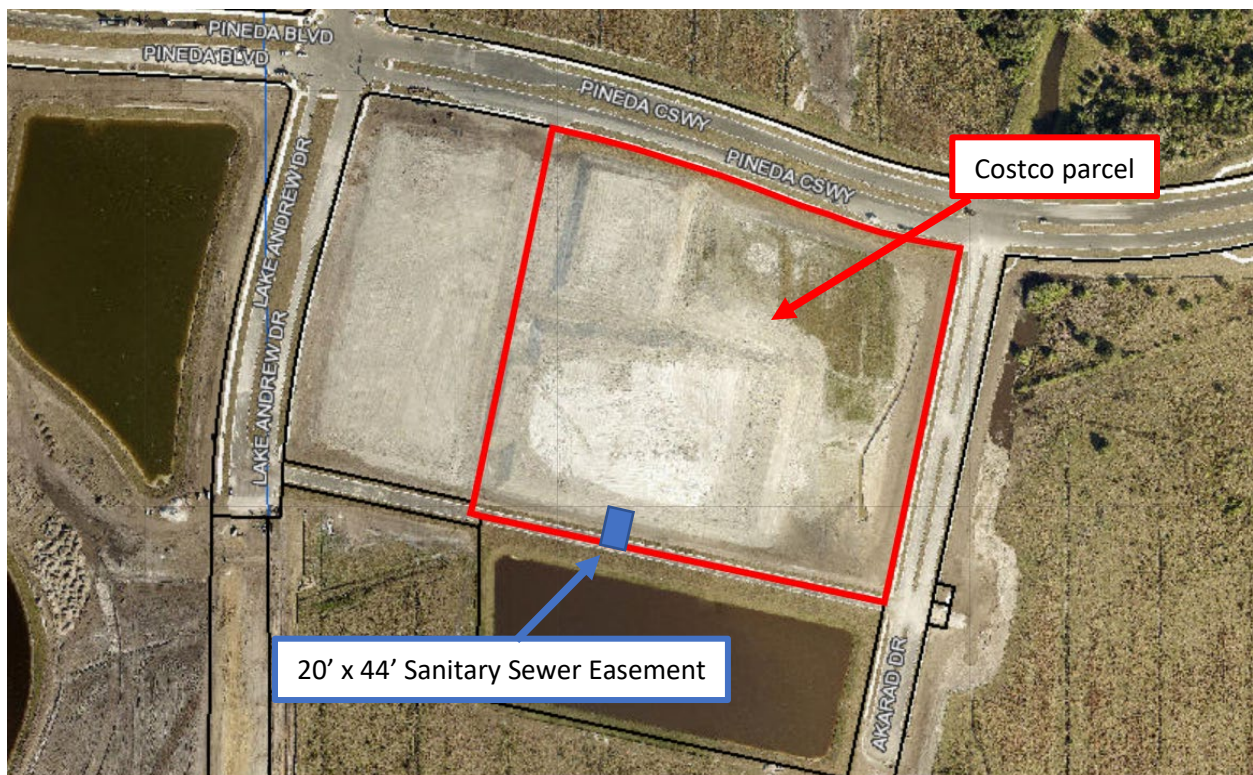 PINEDA BLVD
PINEDA BLVD
PINEDA CSWY
PINEDA CSWY
Costco parcel
LAKE ANDREW DR
LAKE ANDREW DR
20’ x 44’ Sanitary Sewer Easement
AKARAD DR